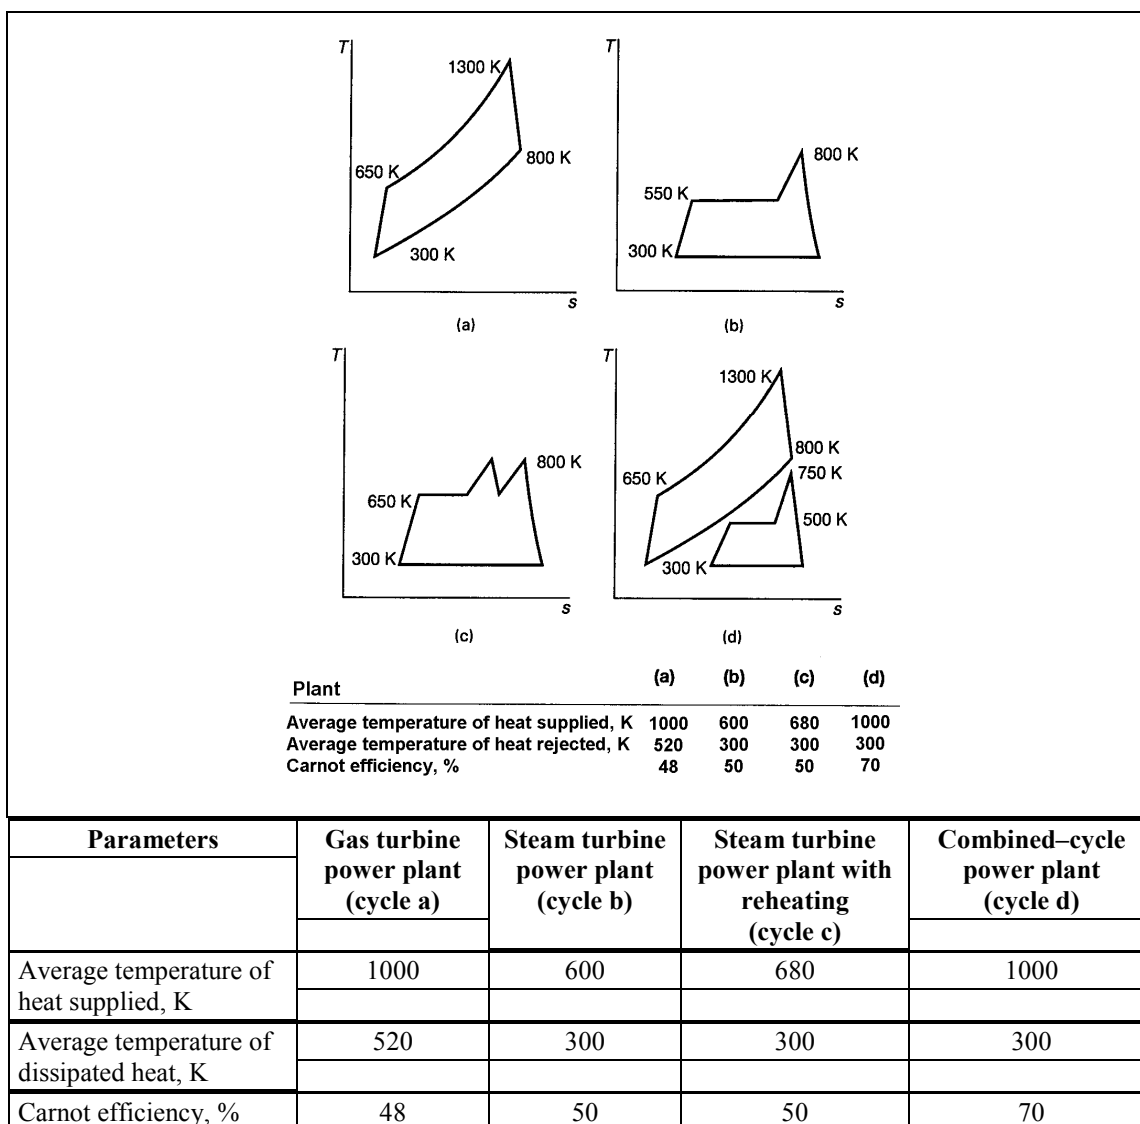 T
1300 K
650 K
800 K
300 K
s
(a)
T
800 K
550 K
300 K
s
(b)
T
800 K
650 K
300 K
s
(c)
T
1300 K
800 K
750 K
650 K
500 K
300 K
s
(d)
Plant (a) (b) (c) (d)
Average temperature of heat supplied, K 1000 600 680 1000
Average temperature of heat rejected, K 520 300 300 300
Carnot efficiency, % 48 50 50 70
Parameters
Gas turbine
power plant
(cycle a)
Steam turbine
power plant
(cycle b)
Steam turbine
power plant with
reheating
(cycle c)
Combined–cycle
power plant
(cycle d)
Average temperature of
heat supplied, K
1000 600 680 1000
Average temperature of
dissipated heat, K
520 300 300 300
Carnot efficiency, % 48 50 50 70